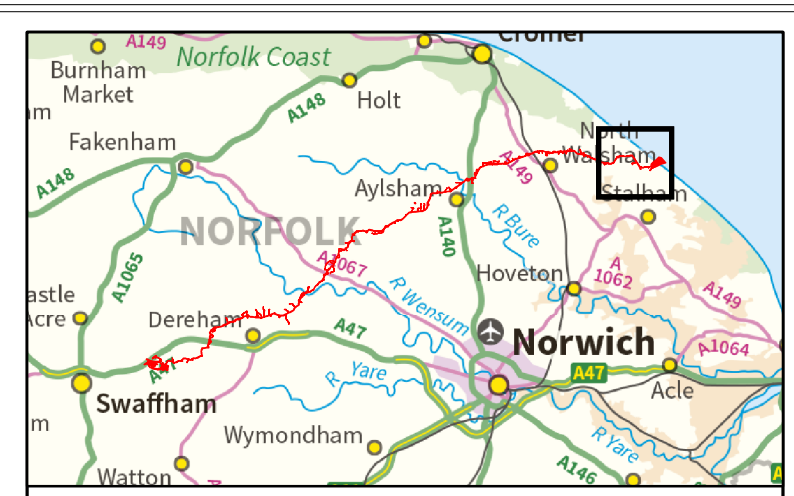 Cromer
A149
Norfolk Coast
Burnham
Market
Holt
A148
am
North
Walsham
Fakenham
A149
A148
Stalham
Aylsham
R Bure
NORFOLK
A140
A1067
A1065
Hoveton
A
1062
A149
R Wensum
astle
Acre
Dereham
A47
Norwich
A1064
A47
R Yare
A47
Acle
Swaffham
m
Wymondham
R Yare
Watton
A146
A
A